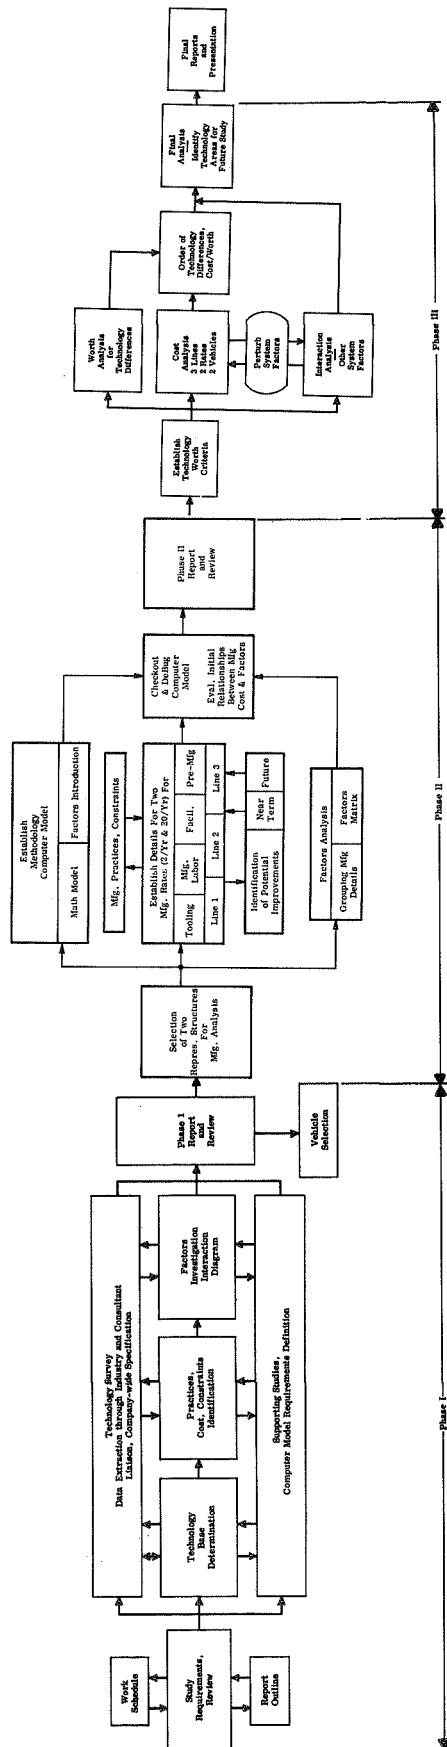 Work
Schedule
Study
Requirements,
Review
Report
Outline
Technology Survey
Data Extraction through Industry and Consultant
Liaison, Company-wide Specification
Technology
Base
Determination
Practices,
Cost, Constraints
Identification
Factors
Investigation
Interaction
Diagram
Supporting Studies,
Computer Model Requirements Definition
Phase 1
Report
and
Review
Vehicle
Selection
Phase I
Selection
of Two
Repres. Structures
For
Mfg. Analysis
Establish
Methodology
Computer Model
Math Model
Factors Introduction
Mfg. Practices, Constraints
Establish Details For Two
Mfg. Rates (2/Yr & 20/Yr) For
Tooling
Mfg.
Labor
Facil.
Pre-Mfg
Line 1
Line 2
Line 3
Identification
of Potential
Improvements
Near
Term
Future
Factors Analysis
Grouping Mfg
Details
Factors
Matrix
Checkout
& DeBug
Computer
Model
Eval. Initial
Relationships
Between Mfg
Cost & Factors
Phase II
Report
and
Review
Phase II
Establish
Technology
Worth
Criteria
Worth
Analysis
for
Technology
Differences
Cost
Analysis
3 Lines
2 Rates
2 Vehicles
Perturb
System
Factors
Interaction
Analysis
Other
System
Factors
Order of
Technology
Differences,
Cost/Worth
Final
Analysis
Identify
Technology
Areas for
Future Study
Final
Reports
and
Presentation
Phase III